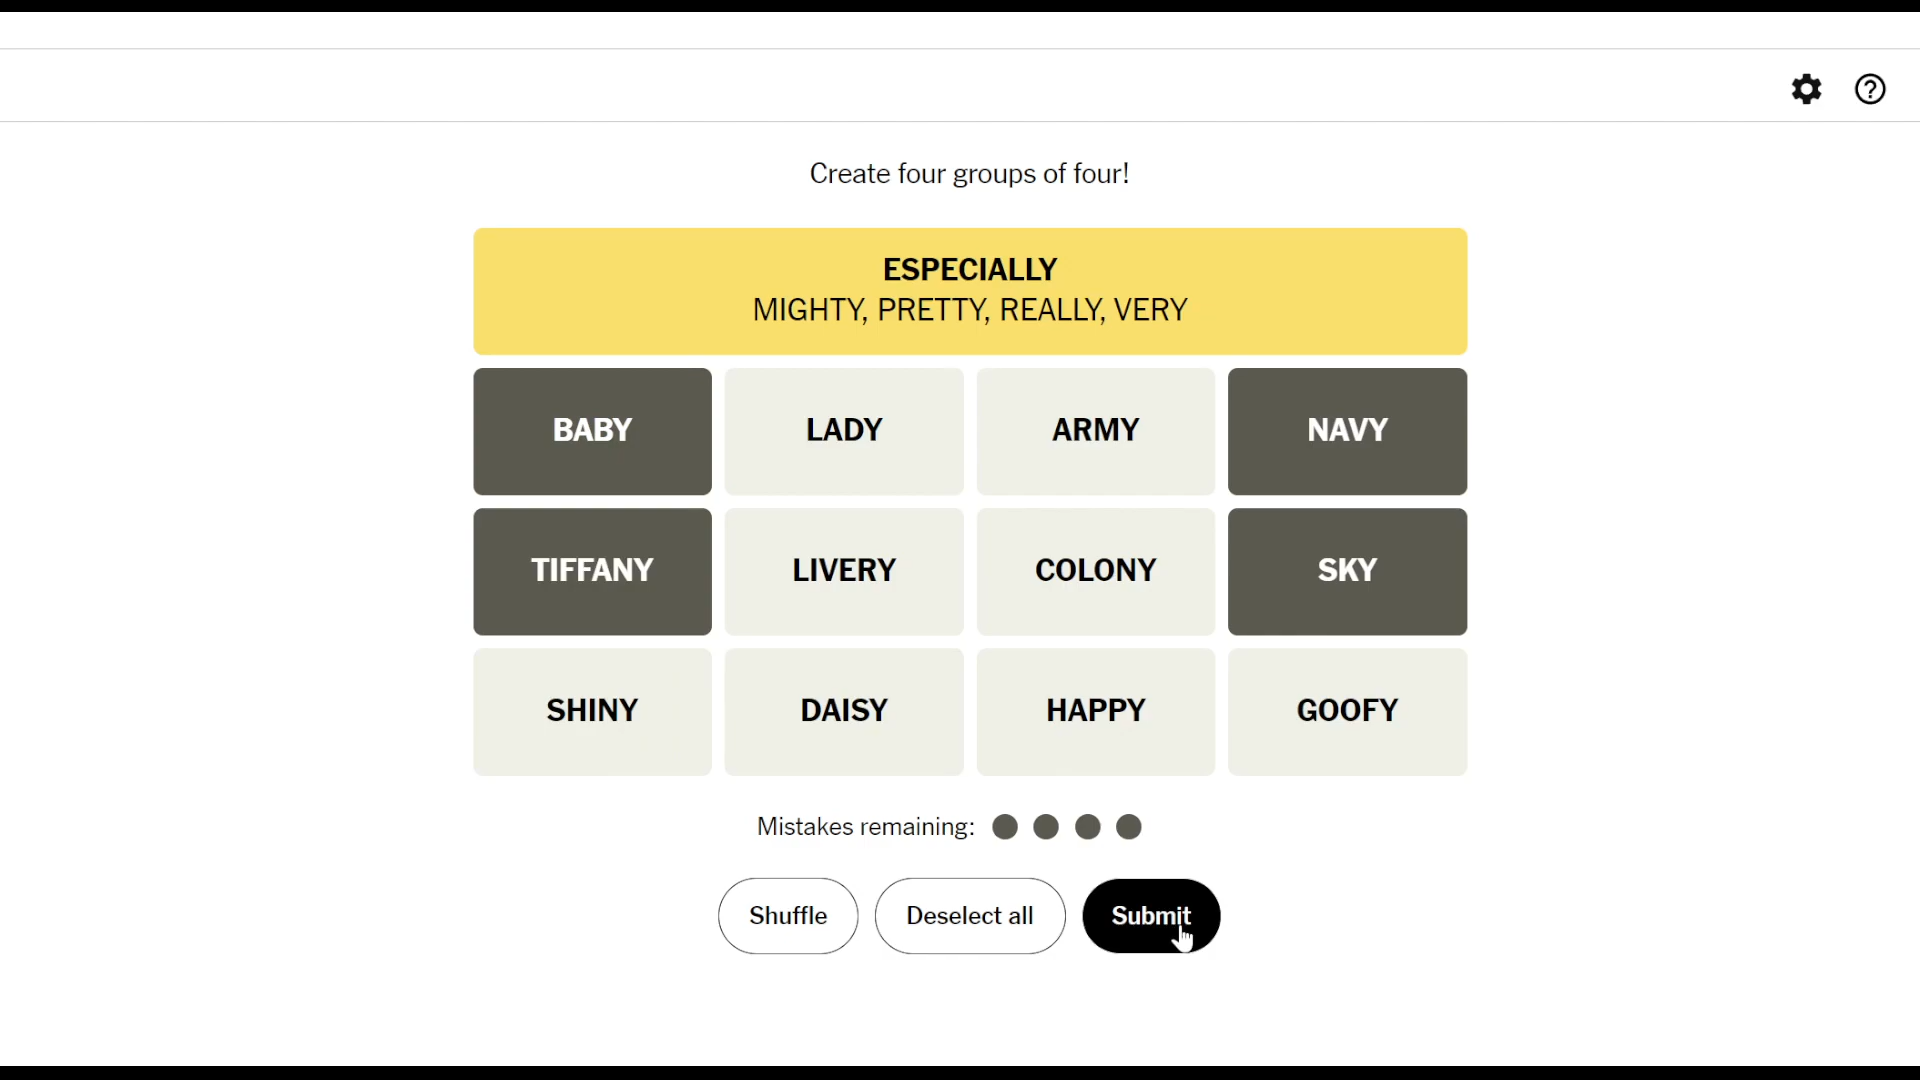 Create four groups of four!
ESPECIALLY
MIGHTY, PRETTY, REALLY, VERY
BABY LADY ARMY NAVY
TIFFANY LIVERY COLONY SKY
SHINY DAISY HAPPY GOOFY
Mistakes remaining:
Shuffle Deselect all Submit